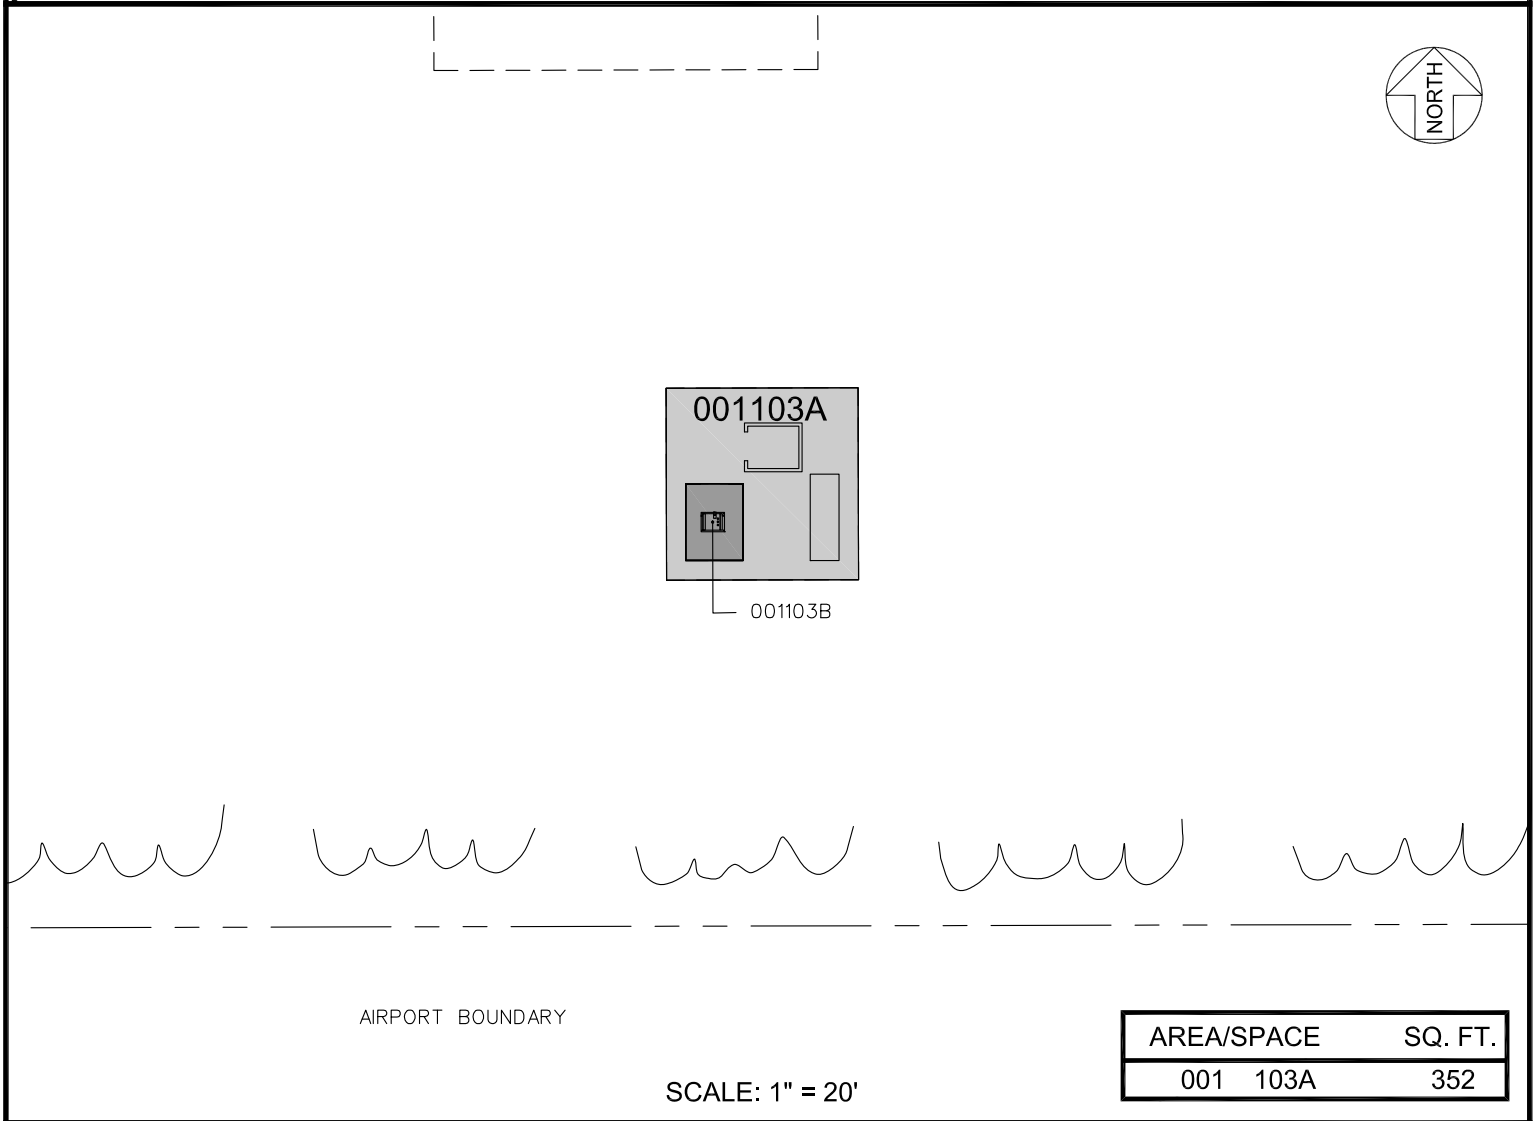 NORTH
001103A
001103B
AIRPORT BOUNDARY
AREA/SPACE SQ. FT.
001 103A 352
SCALE: 1" = 20'